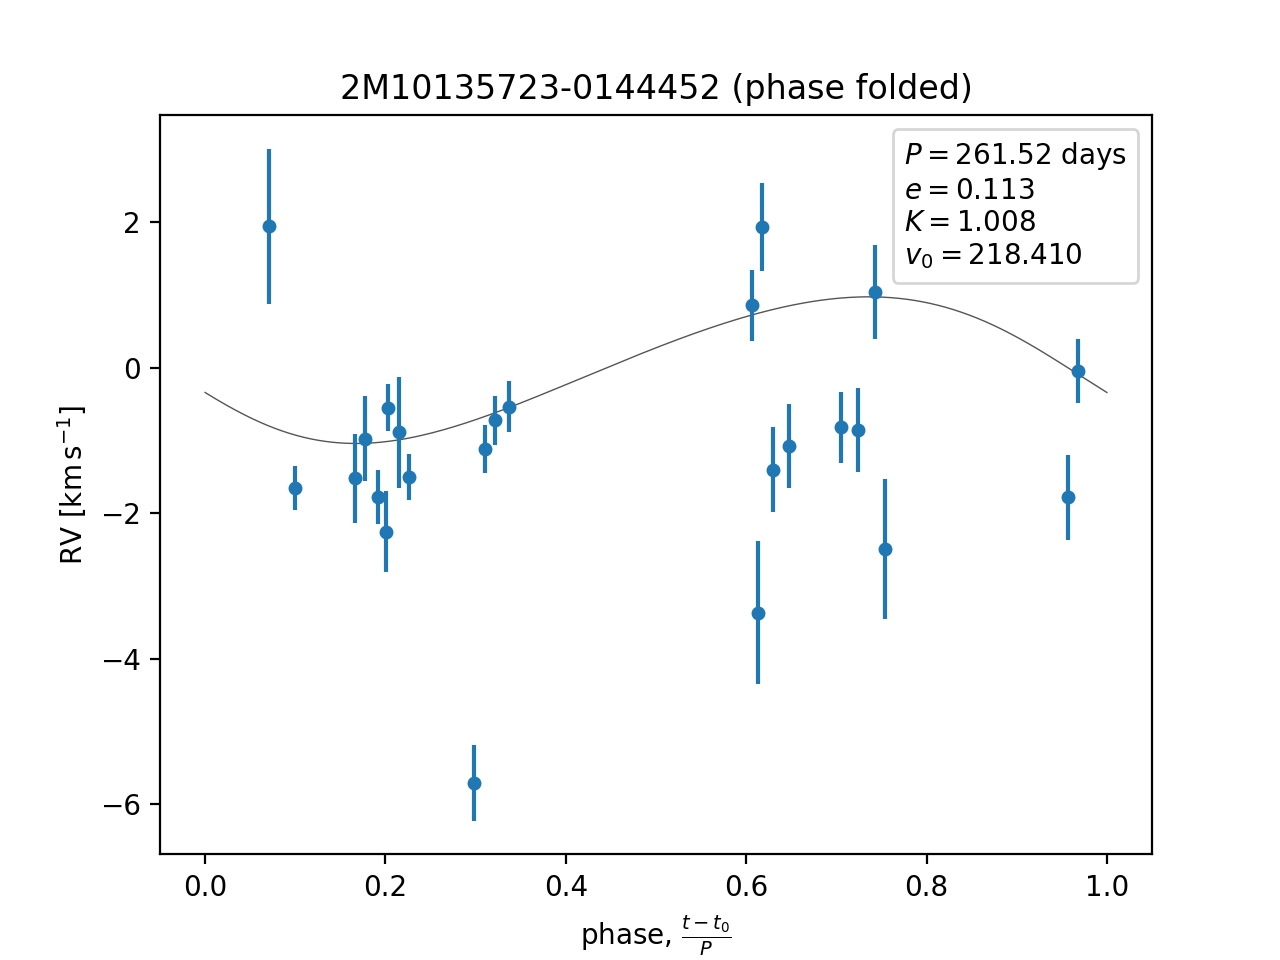 2M10135723-0144452 (phase folded)
P = 261.52 days
e = 0.113
K = 1.008
v₀ = 218.410
2
0
−2
−4
−6
RV [km s⁻¹]
0.0 0.2 0.4 0.6 0.8 1.0
phase, (t − t₀)/P